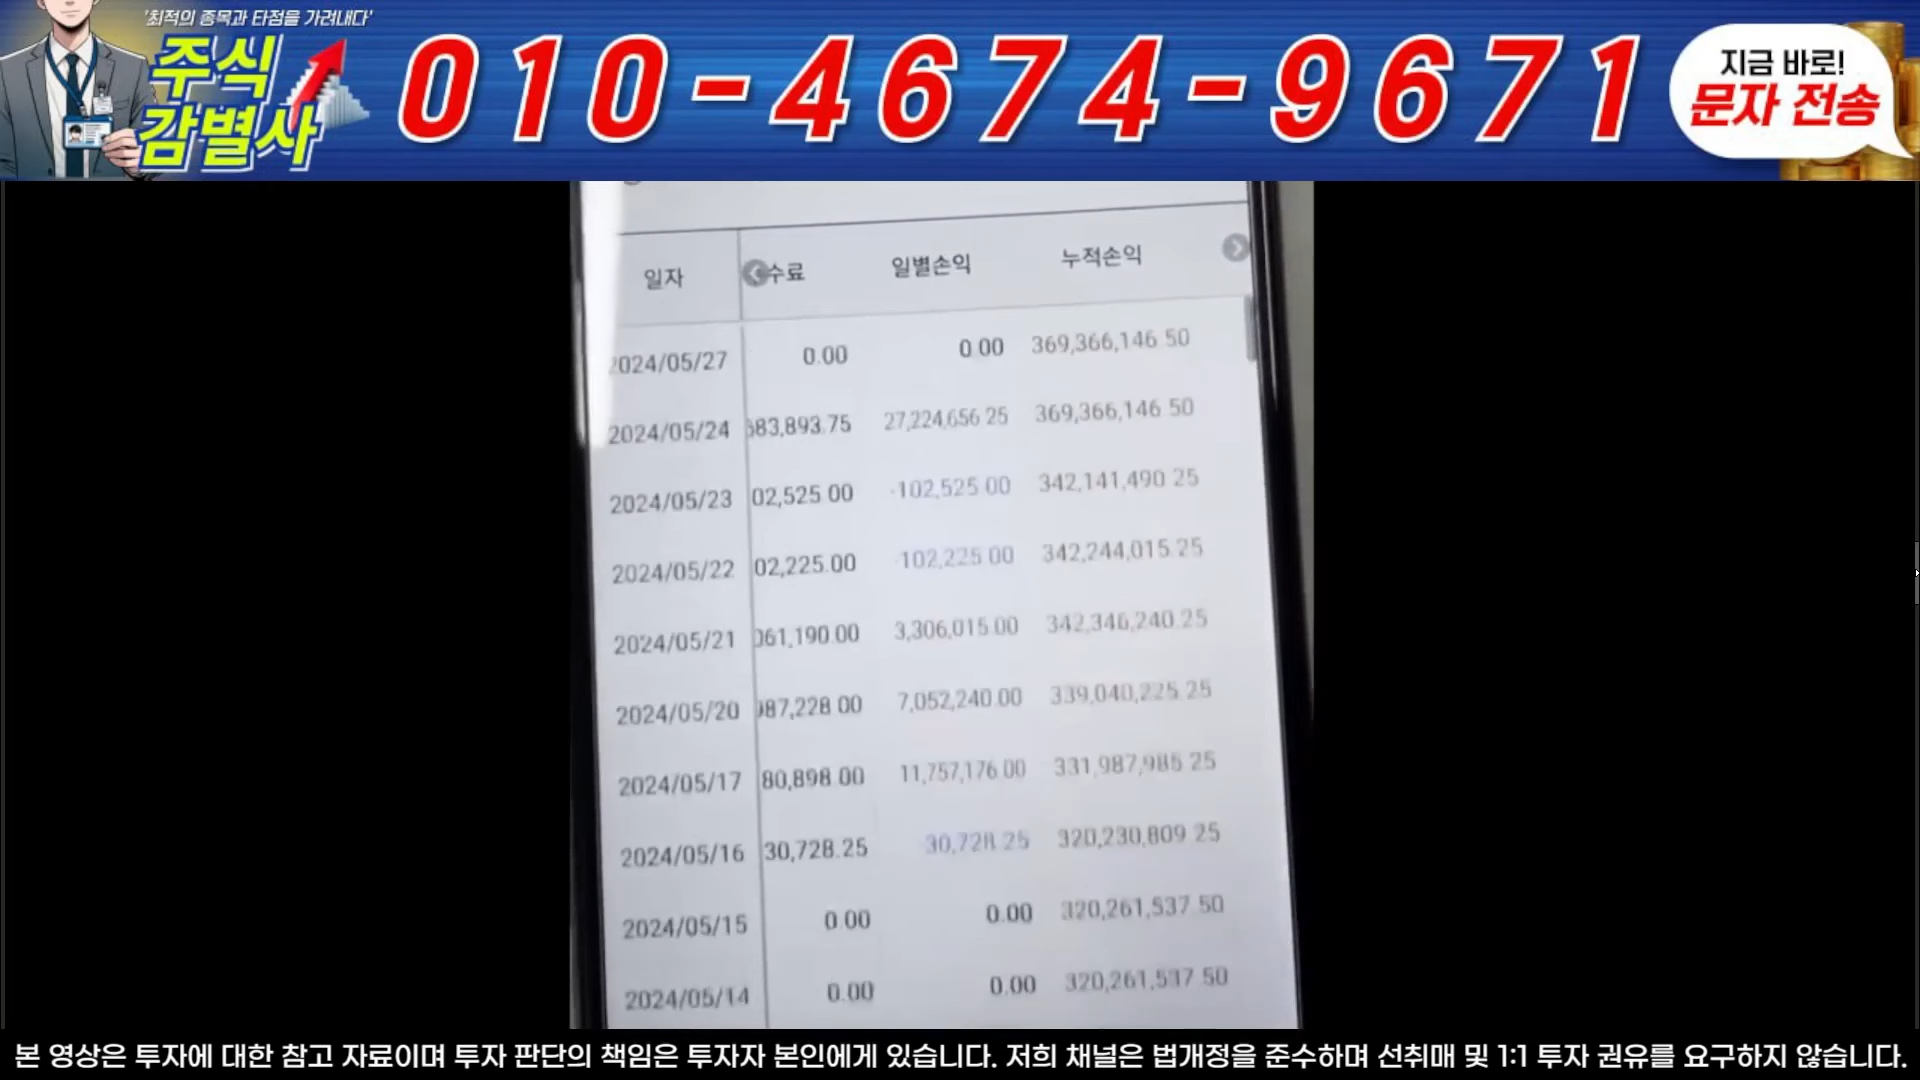 '최적의 종목과 타점을 가려내다'
주식
감별사
010-4674-9671
지금 바로!
문자 전송
일자 수료 일별손익 누적손익
2024/05/27 0.00 0.00 369,366,146.50
2024/05/24 83,893.75 27,224,656.25 369,366,146.50
2024/05/23 02,525.00 -102,525.00 342,141,490.25
2024/05/22 02,225.00 -102,225.00 342,244,015.25
2024/05/21 061,190.00 3,306,015.00 342,346,240.25
2024/05/20 87,228.00 7,052,240.00 339,040,225.25
2024/05/17 80,898.00 11,757,176.00 331,987,985.25
2024/05/16 30,728.25 30,728.25 320,230,809.25
2024/05/15 0.00 0.00 320,261,537.50
2024/05/14 0.00 0.00 320,261,537.50
본 영상은 투자에 대한 참고 자료이며 투자 판단의 책임은 투자자 본인에게 있습니다. 저희 채널은 법개정을 준수하며 선취매 및 1:1 투자 권유를 요구하지 않습니다.